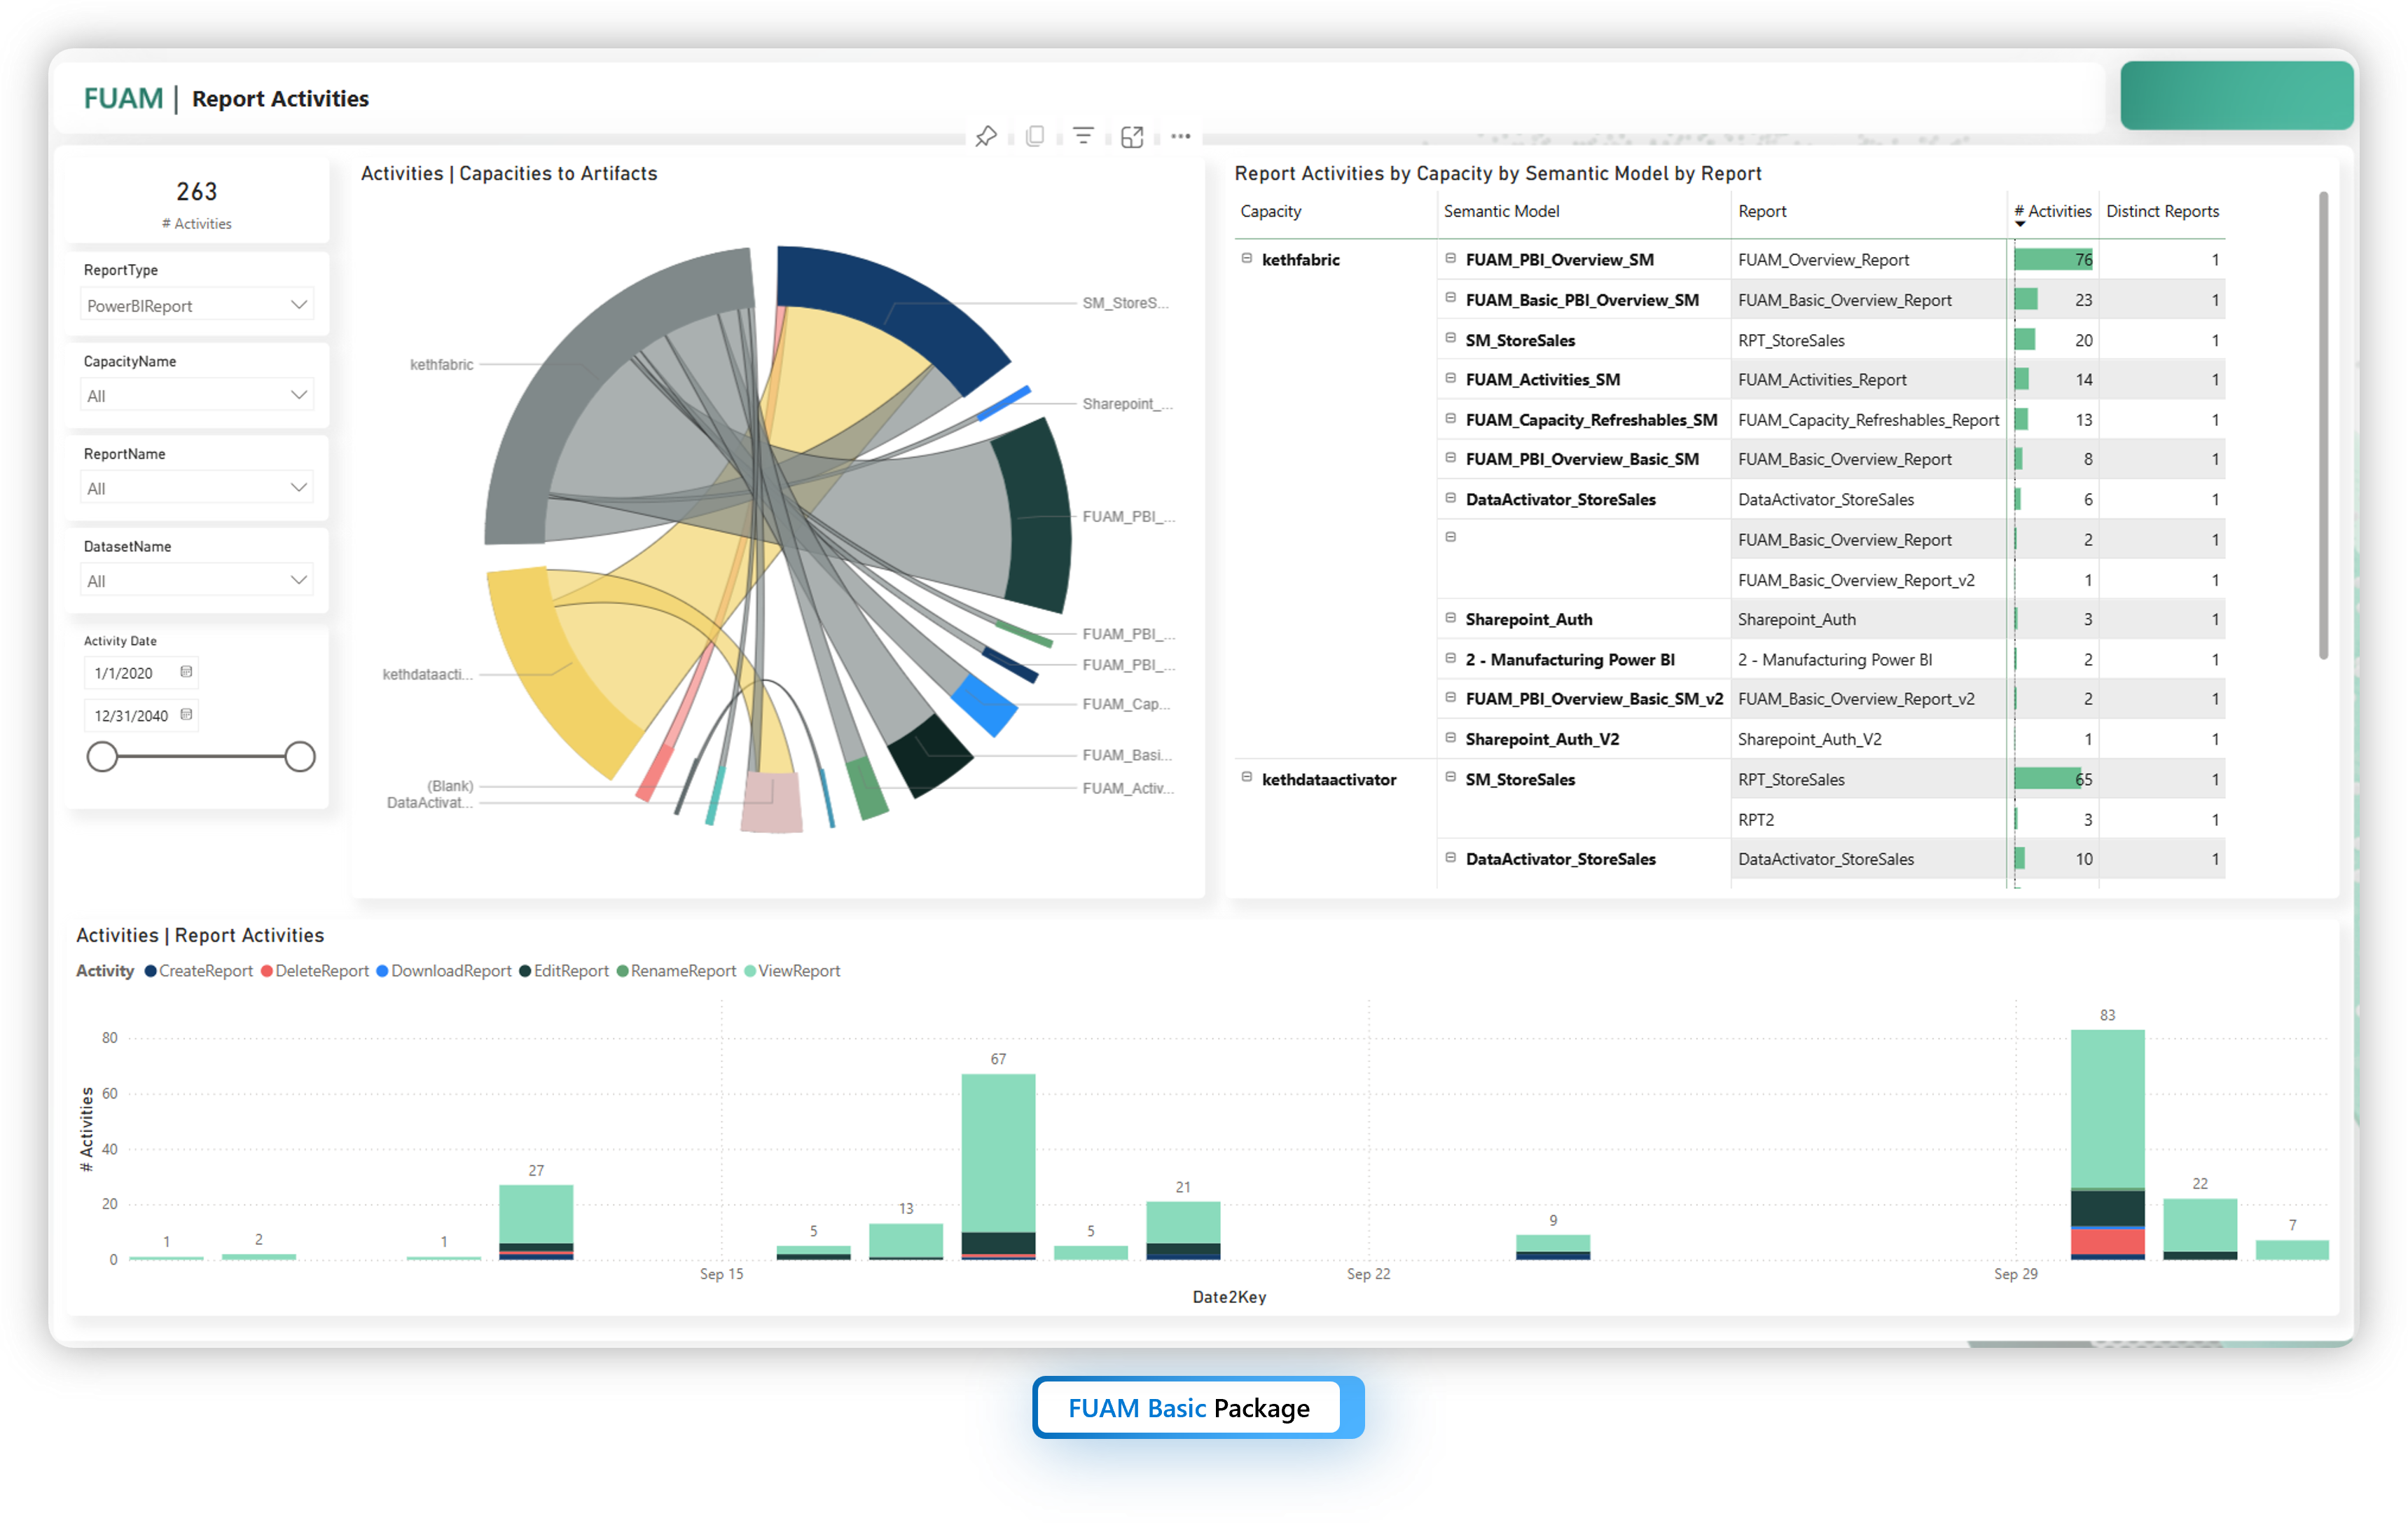 FUAM | Report Activities
263
# Activities
ReportType
PowerBIReport
CapacityName
All
ReportName
All
DatasetName
All
Activity Date
1/1/2020
12/31/2040
Activities | Capacities to Artifacts
SM_StoreS...
Sharepoint_...
kethfabric
FUAM_PBI_...
FUAM_PBI_...
FUAM_PBI_...
kethdataacti...
FUAM_Cap...
FUAM_Basi...
(Blank)
FUAM_Activ...
DataActivat...
Report Activities by Capacity by Semantic Model by Report
Capacity Semantic Model Report # Activities Distinct Reports
kethfabric FUAM_PBI_Overview_SM FUAM_Overview_Report 76 1
FUAM_Basic_PBI_Overview_SM FUAM_Basic_Overview_Report 23 1
SM_StoreSales RPT_StoreSales 20 1
FUAM_Activities_SM FUAM_Activities_Report 14 1
FUAM_Capacity_Refreshables_SM FUAM_Capacity_Refreshables_Report 13 1
FUAM_PBI_Overview_Basic_SM FUAM_Basic_Overview_Report 8 1
DataActivator_StoreSales DataActivator_StoreSales 6 1
FUAM_Basic_Overview_Report 2 1
FUAM_Basic_Overview_Report_v2 1 1
Sharepoint_Auth Sharepoint_Auth 3 1
2 - Manufacturing Power BI 2 - Manufacturing Power BI 2 1
FUAM_PBI_Overview_Basic_SM_v2 FUAM_Basic_Overview_Report_v2 2 1
Sharepoint_Auth_V2 Sharepoint_Auth_V2 1 1
kethdataactivator SM_StoreSales RPT_StoreSales 65 1
RPT2 3 1
DataActivator_StoreSales DataActivator_StoreSales 10 1
Activities | Report Activities
Activity CreateReport DeleteReport DownloadReport EditReport RenameReport ViewReport
# Activities
80
60
40
20
0
1
2
1
27
5
13
67
5
21
9
83
22
7
Sep 15
Sep 22
Sep 29
Date2Key
FUAM Basic Package